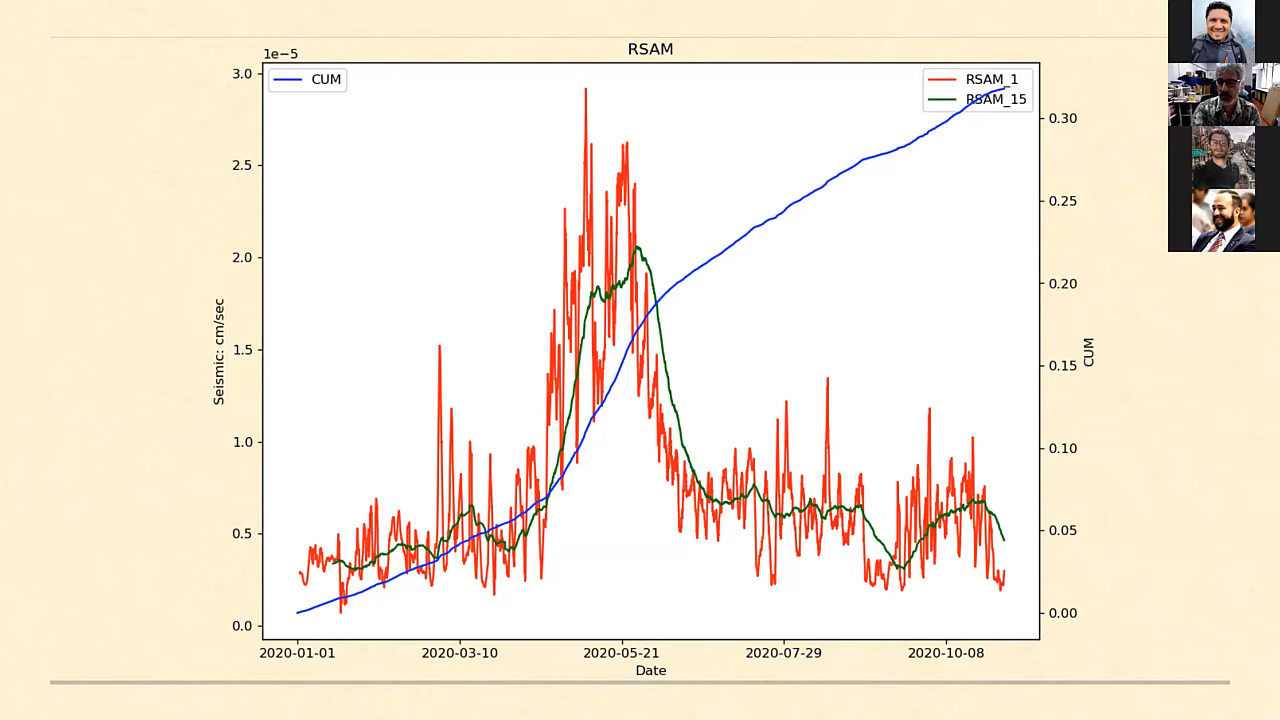 RSAM
1e−5
CUM
RSAM_1
RSAM_15
3.0
2.5
2.0
1.5
1.0
0.5
0.0
Seismic: cm/sec
0.30
0.25
0.20
0.15
0.10
0.05
0.00
CUM
2020-01-01
2020-03-10
2020-05-21
2020-07-29
2020-10-08
Date